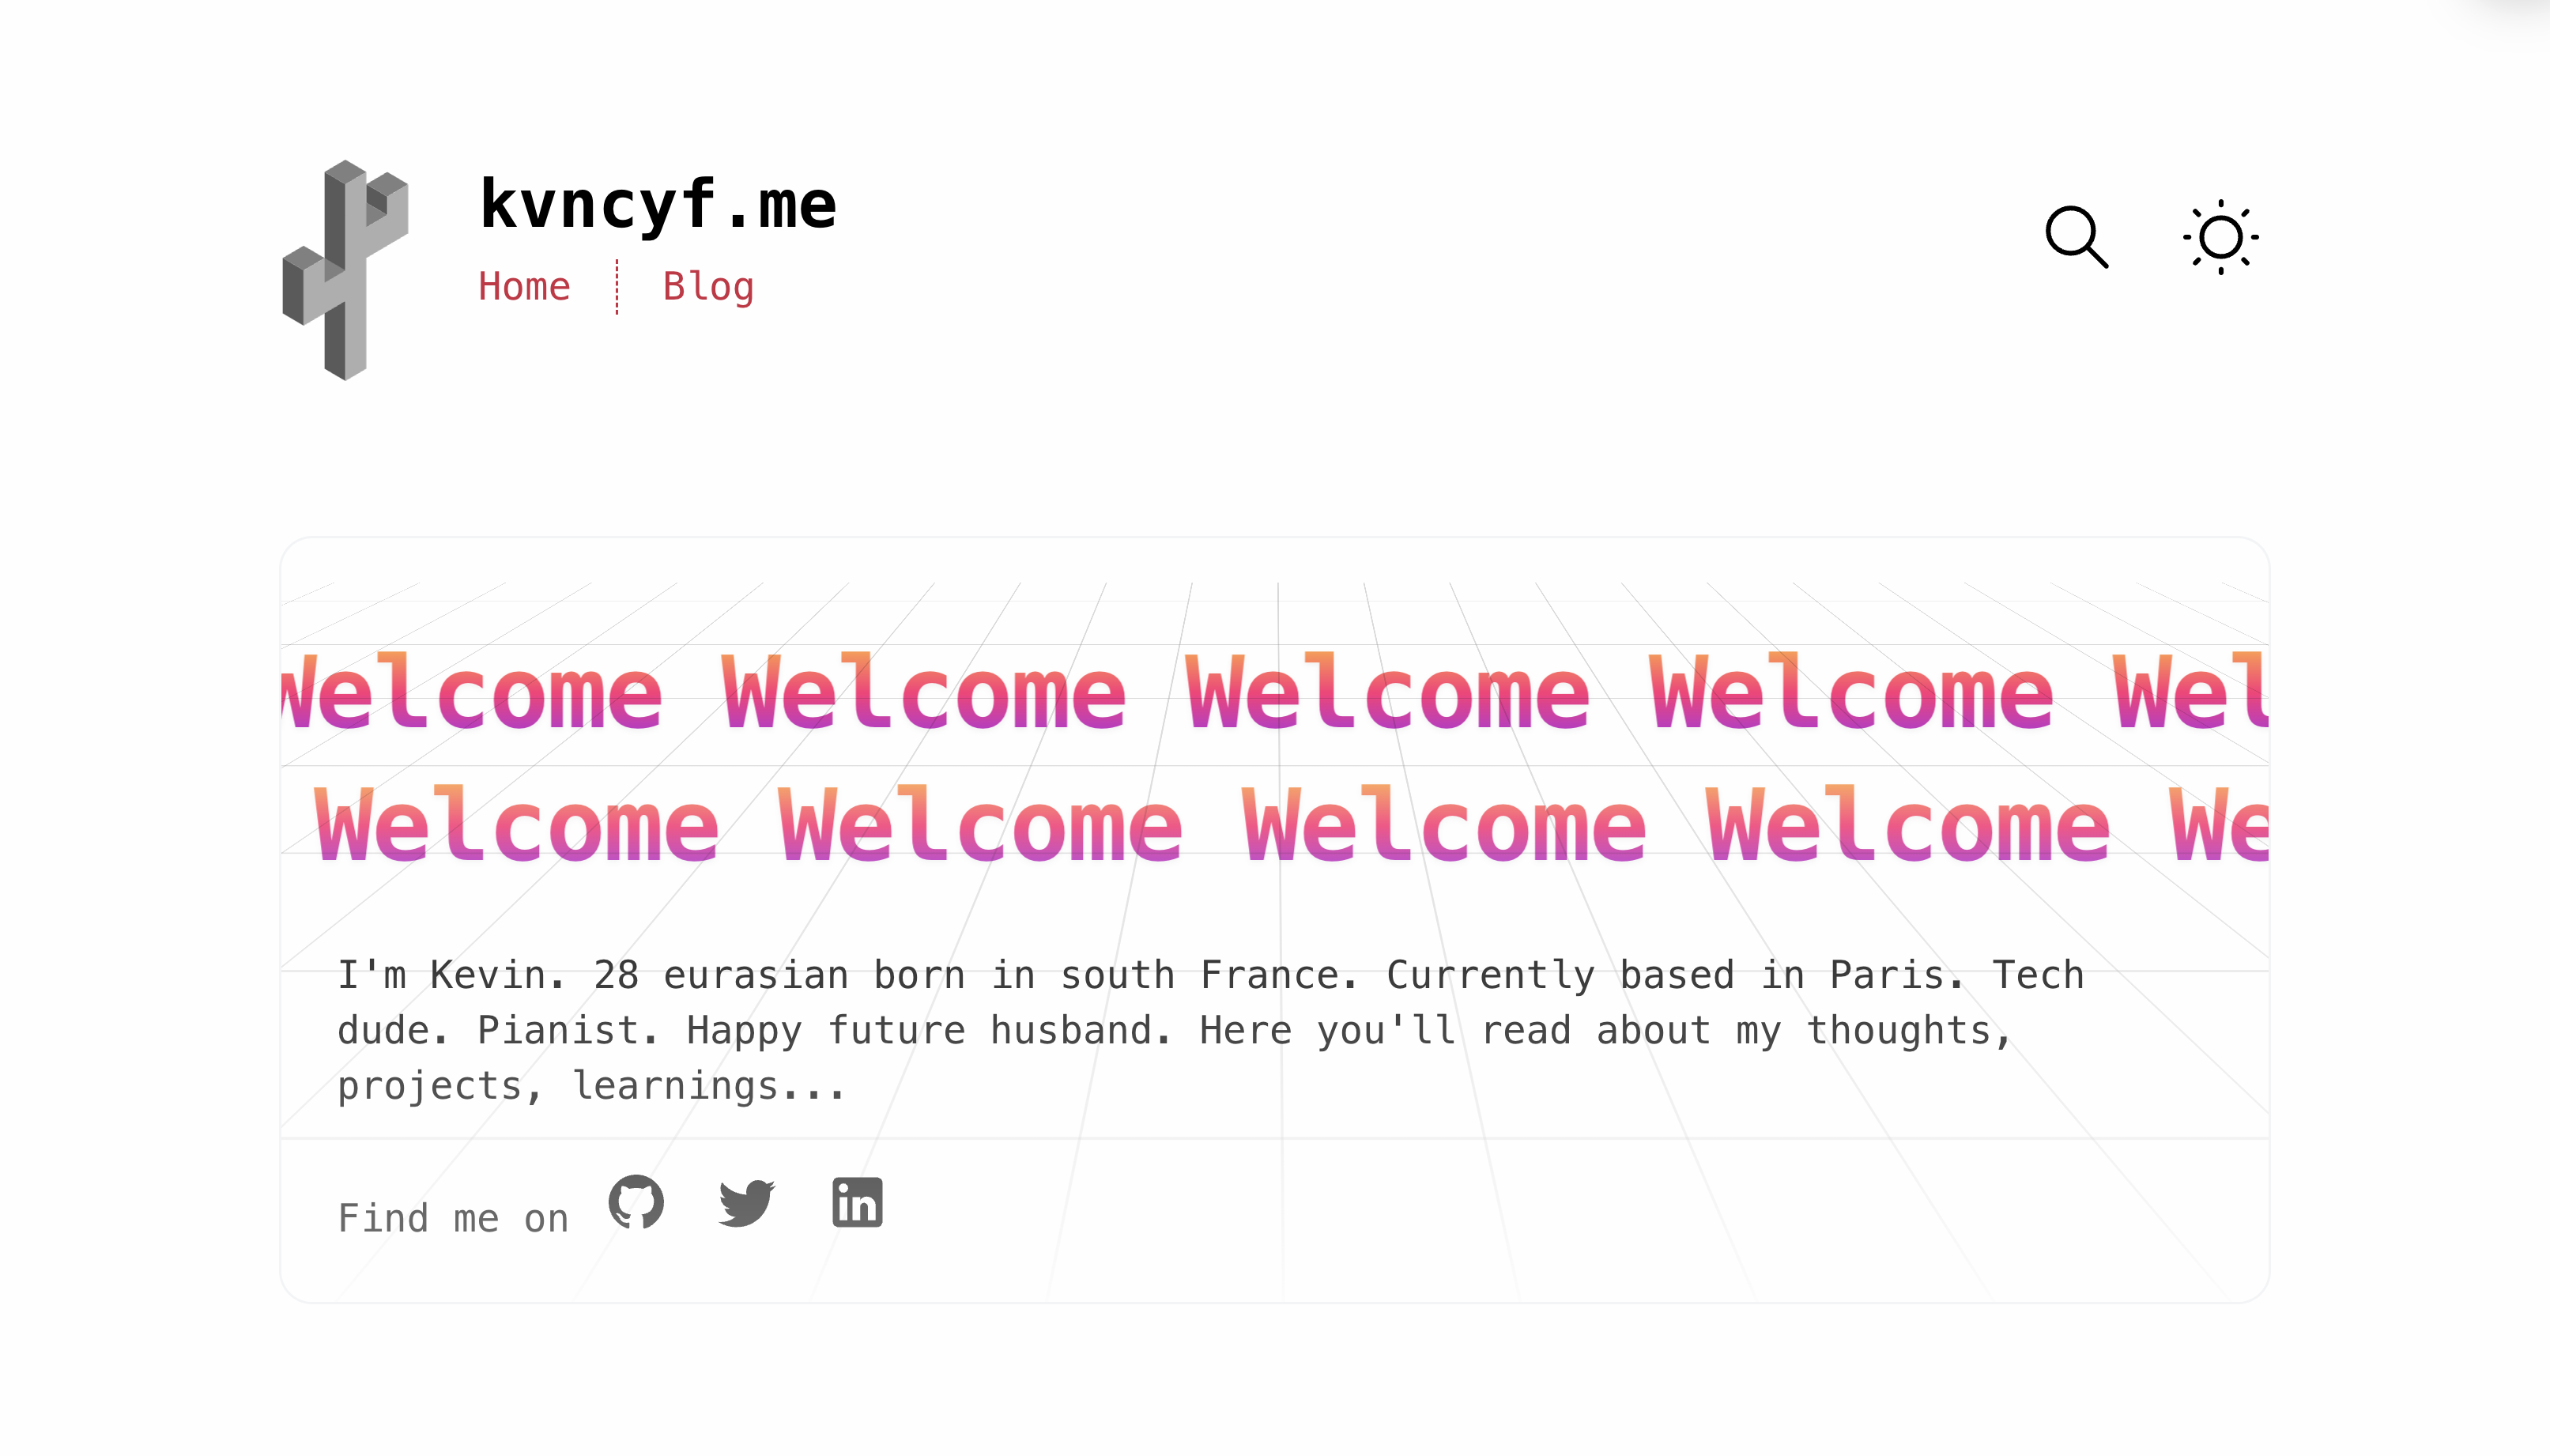 kvncyf.me
Home Blog
Welcome Welcome Welcome Welcome Wel
Welcome Welcome Welcome Welcome We
I'm Kevin. 28 eurasian born in south France. Currently based in Paris. Tech
dude. Pianist. Happy future husband. Here you'll read about my thoughts,
projects, learnings...
Find me on